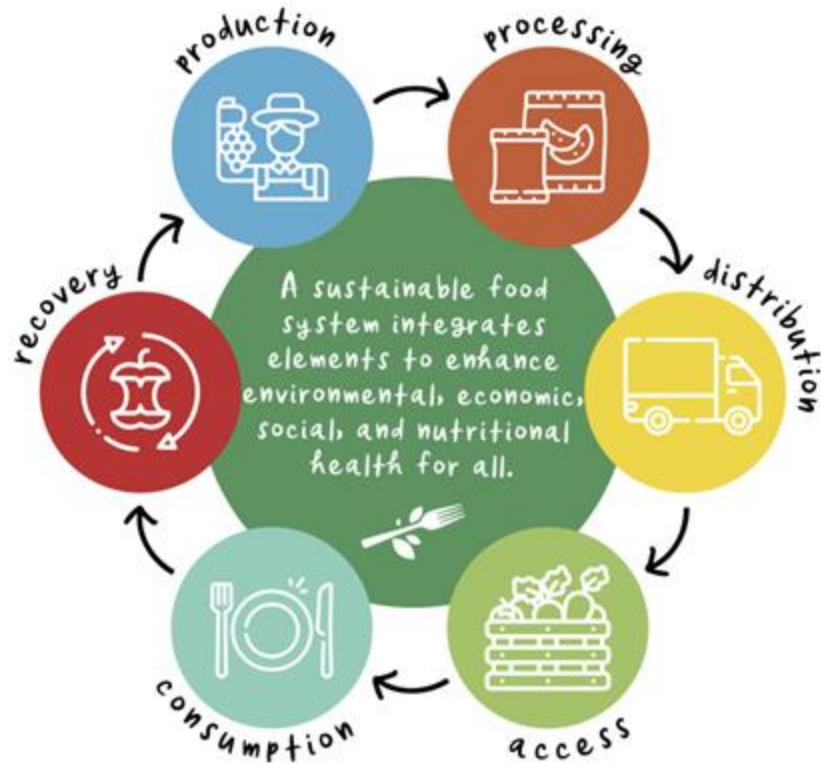 production
processing
distribution
access
consumption
recovery
A sustainable food
system integrates
elements to enhance
environmental, economic,
social, and nutritional
health for all.